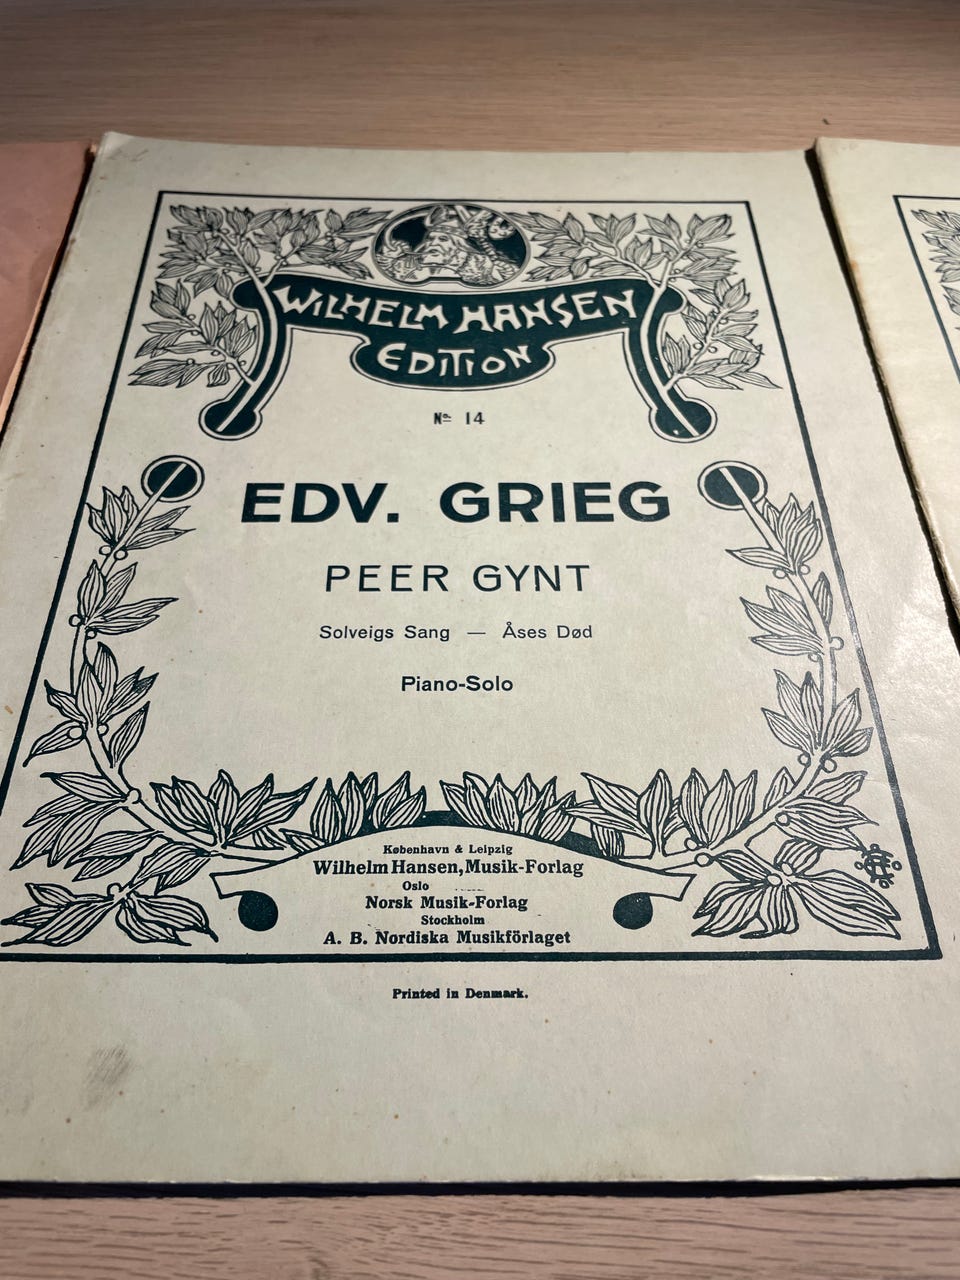 WILHELM HANSEN
EDITION
No. 14
EDV. GRIEG
PEER GYNT
Solveigs Sang — Åses Død
Piano-Solo
København & Leipzig
Wilhelm Hansen, Musik-Forlag
Oslo
Norsk Musik-Forlag
Stockholm
A. B. Nordiska Musikförlaget
Printed in Denmark.